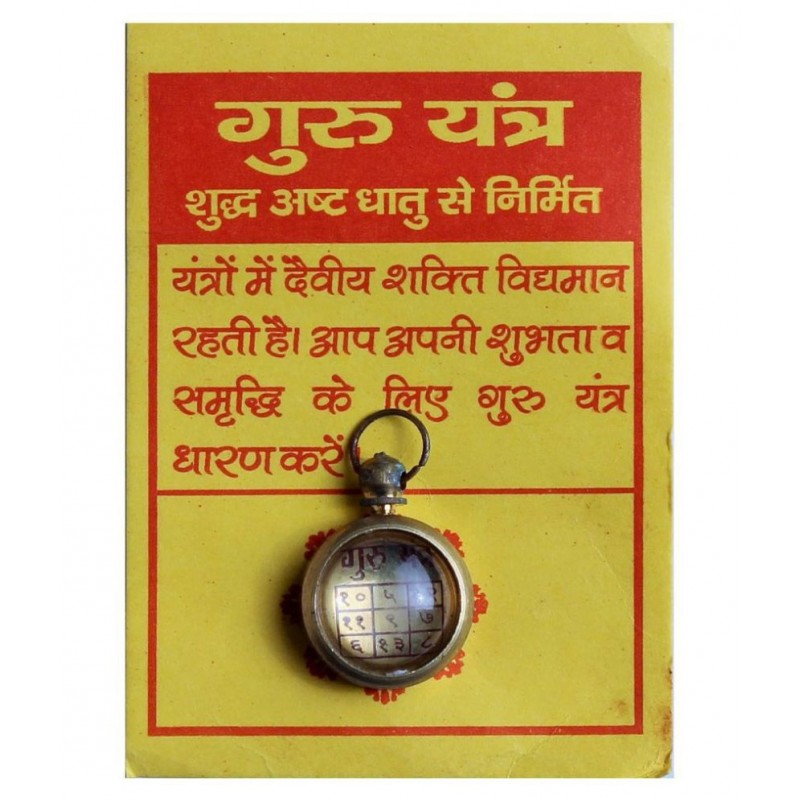 गुरु यंत्र
शुद्ध अष्ट धातु से निर्मित
यंत्रों में दैवीय शक्ति विद्यमान
रहती है। आप अपनी शुभता व
समृद्धि के लिए गुरु यंत्र
धारण करें।
गुरु
१० ५
११ ९ ७
६ १३ ८